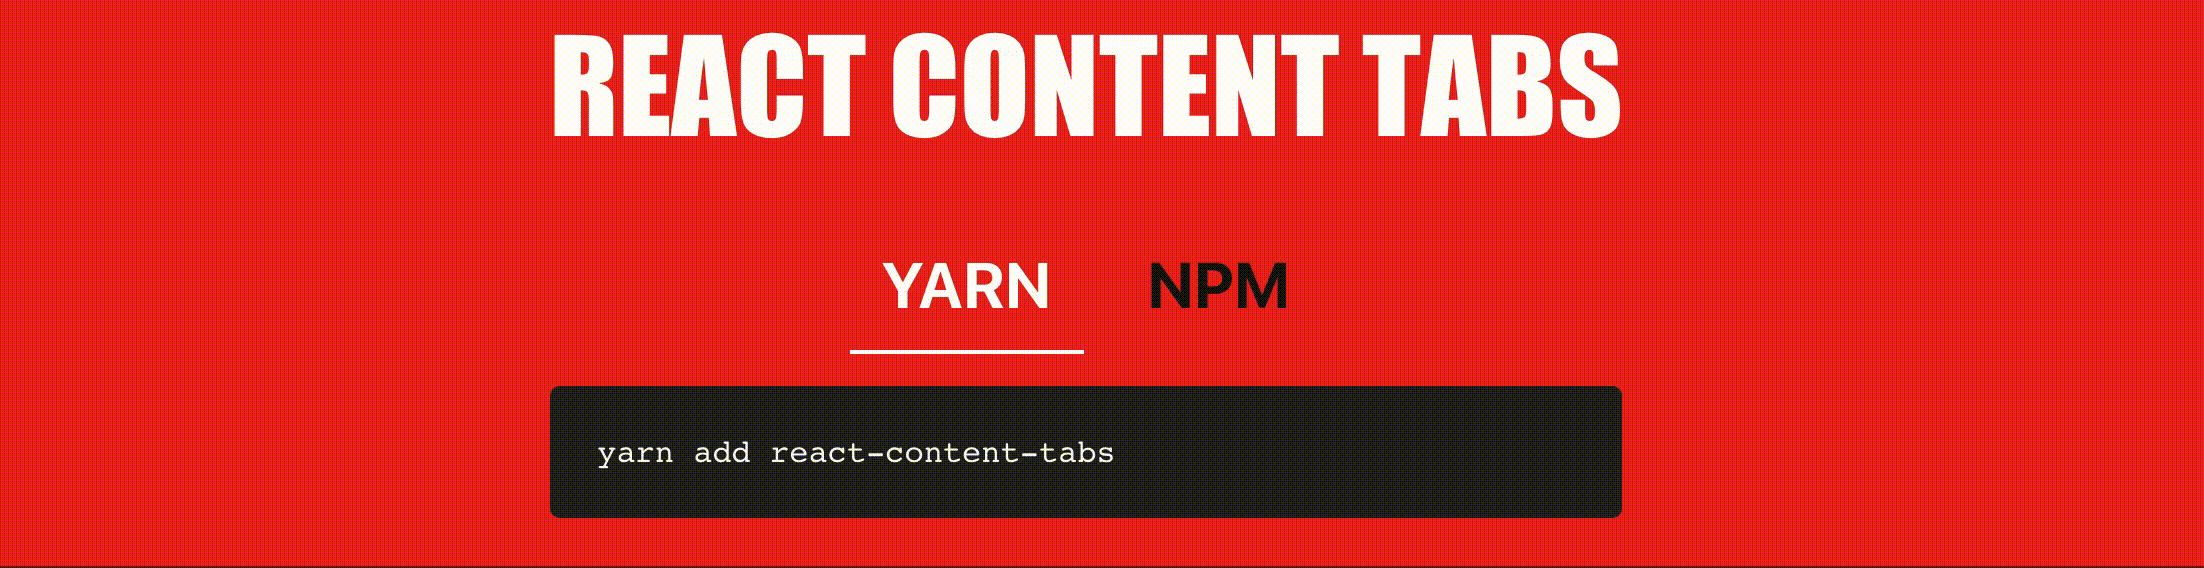 REACT CONTENT TABS
YARN NPM
yarn add react-content-tabs